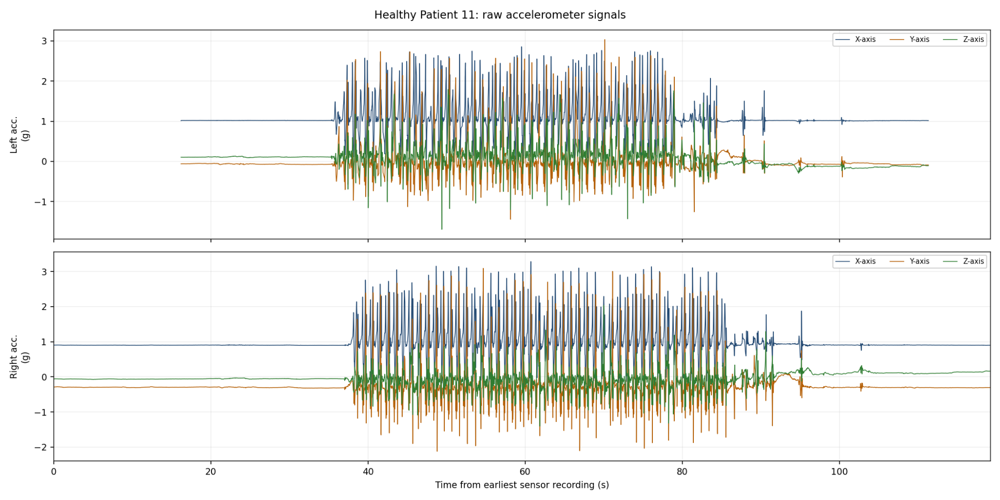 Healthy Patient 11: raw accelerometer signals
X-axis Y-axis Z-axis
3
2
1
0
−1
Left acc.
(g)
X-axis Y-axis Z-axis
3
2
1
0
−1
−2
Right acc.
(g)
0 20 40 60 80 100
Time from earliest sensor recording (s)